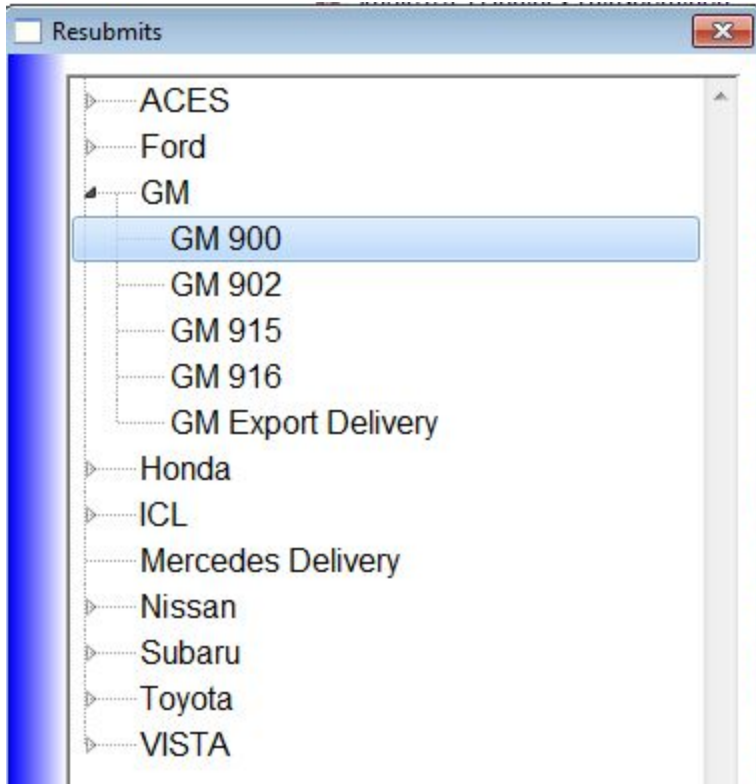 Resubmits
ACES
Ford
GM
GM 900
GM 902
GM 915
GM 916
GM Export Delivery
Honda
ICL
Mercedes Delivery
Nissan
Subaru
Toyota
VISTA